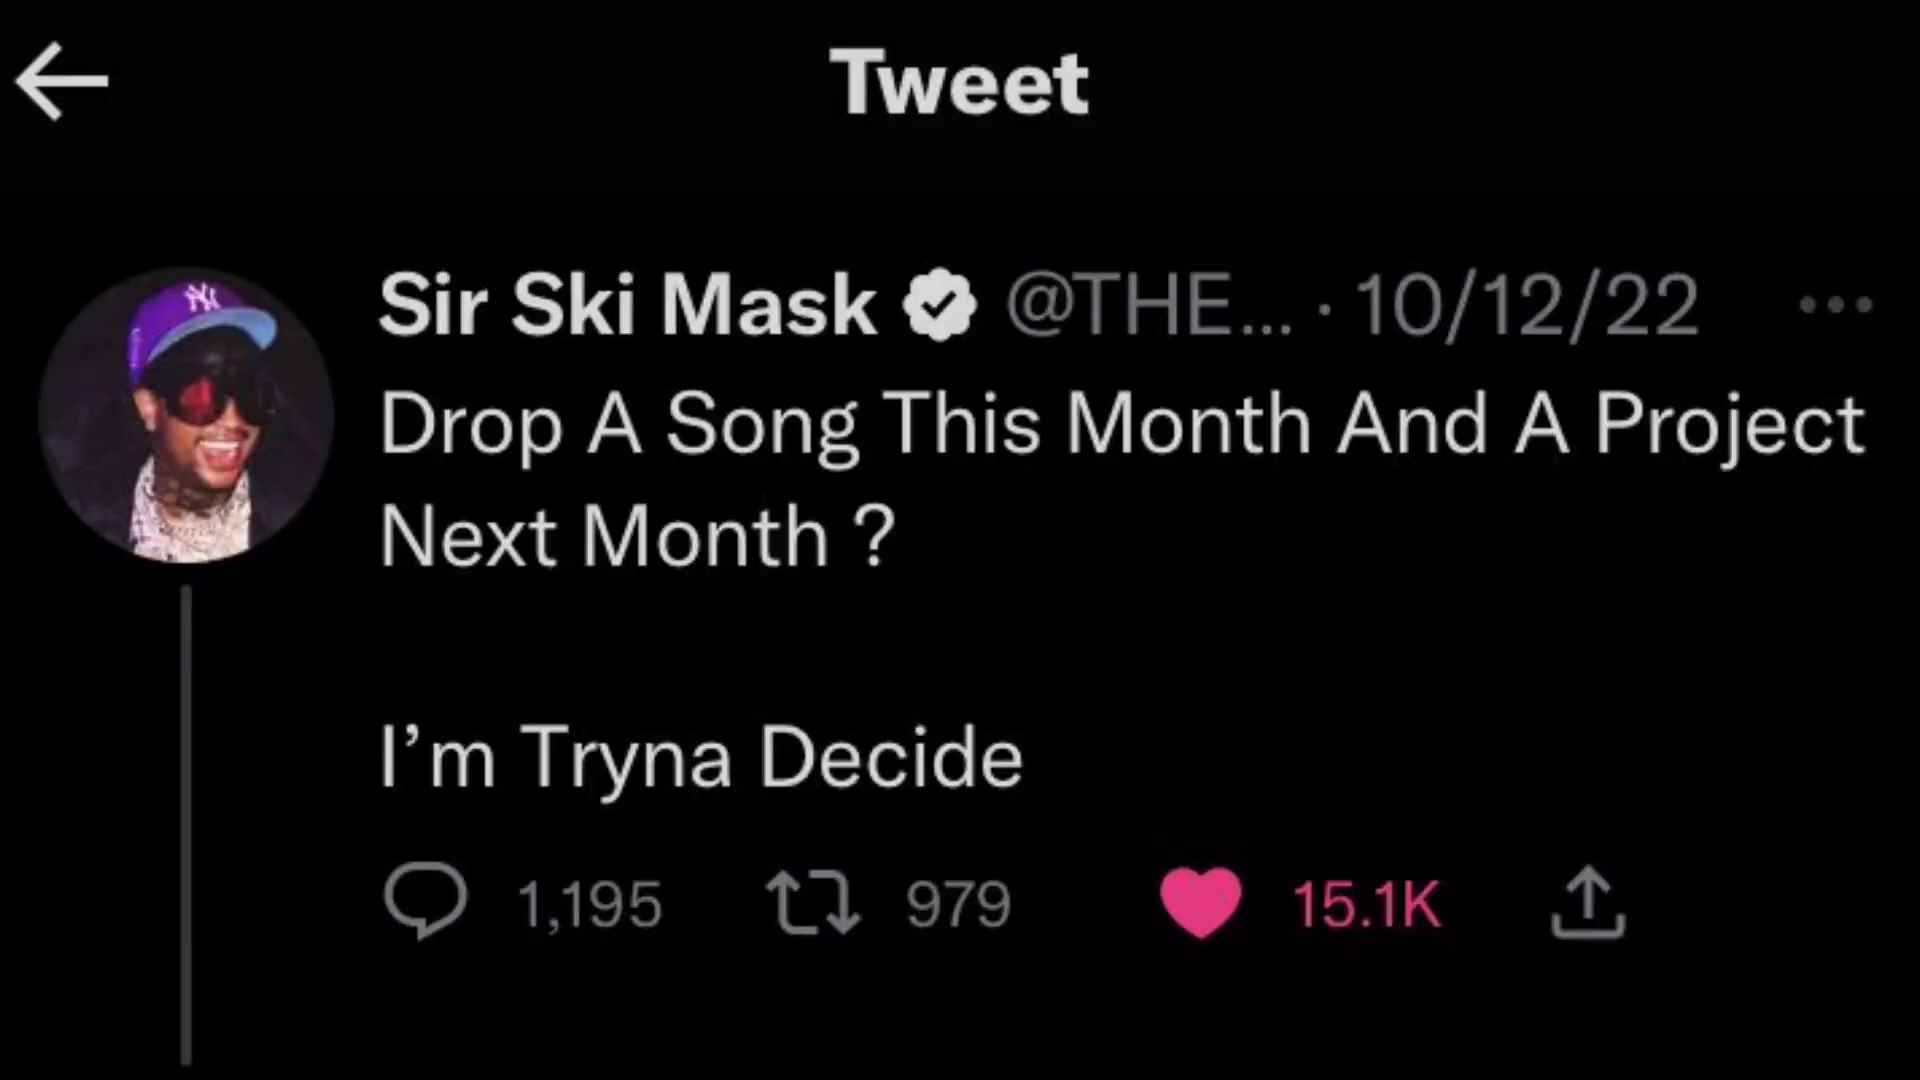 Tweet
Sir Ski Mask @THE... · 10/12/22
Drop A Song This Month And A Project
Next Month ?
I’m Tryna Decide
1,195 979 15.1K
NY